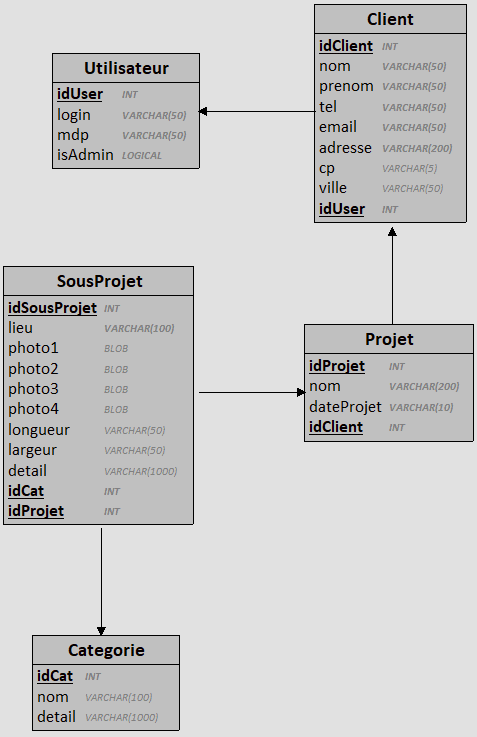 Client
idClient INT
nom VARCHAR(50)
prenom VARCHAR(50)
tel VARCHAR(50)
email VARCHAR(50)
adresse VARCHAR(200)
cp VARCHAR(5)
ville VARCHAR(50)
idUser INT
Utilisateur
idUser INT
login VARCHAR(50)
mdp VARCHAR(50)
isAdmin LOGICAL
SousProjet
idSousProjet INT
lieu VARCHAR(100)
photo1 BLOB
photo2 BLOB
photo3 BLOB
photo4 BLOB
longueur VARCHAR(50)
largeur VARCHAR(50)
detail VARCHAR(1000)
idCat INT
idProjet INT
Projet
idProjet INT
nom VARCHAR(200)
dateProjet VARCHAR(10)
idClient INT
Categorie
idCat INT
nom VARCHAR(100)
detail VARCHAR(1000)